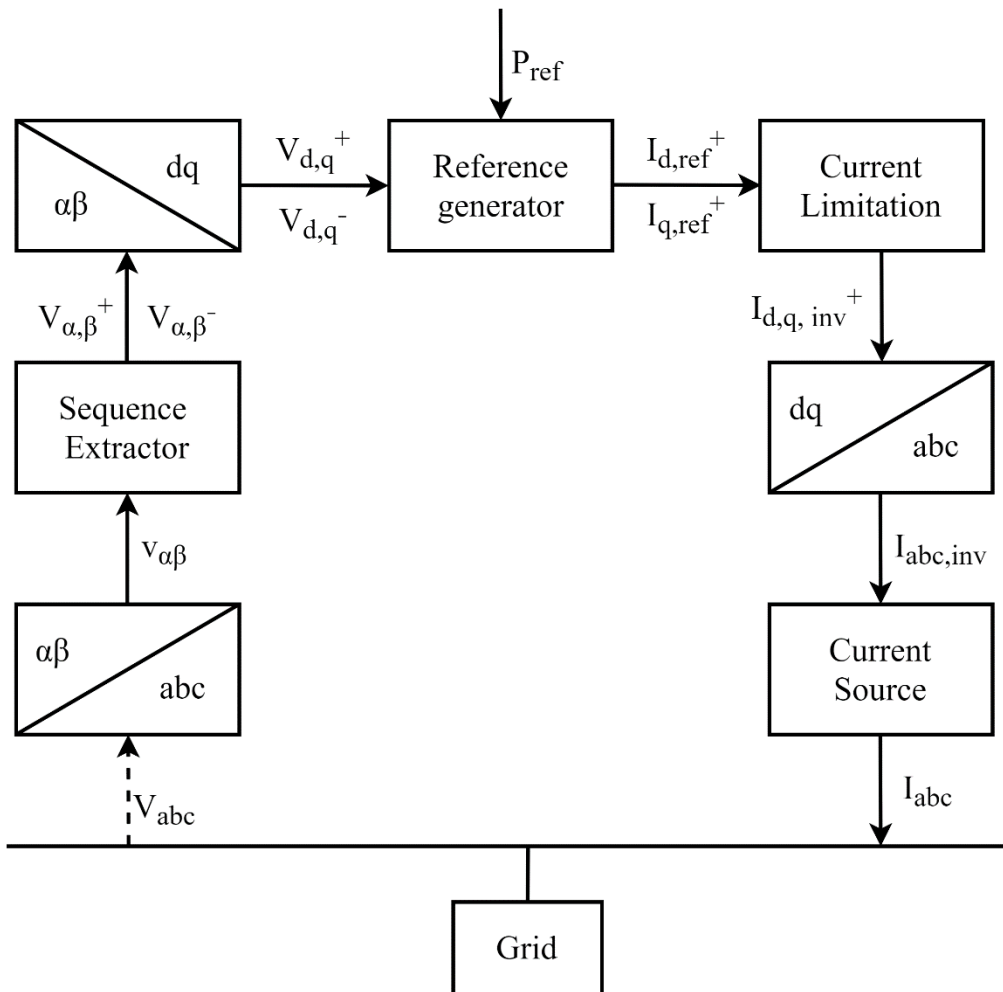 P_ref
dq
αβ
V_d,q^+
V_d,q^-
Reference
generator
I_d,ref^+
I_q,ref^+
Current
Limitation
V_α,β^+
V_α,β^-
I_d,q, inv^+
Sequence
Extractor
dq
abc
v_αβ
I_abc,inv
αβ
abc
Current
Source
V_abc
I_abc
Grid